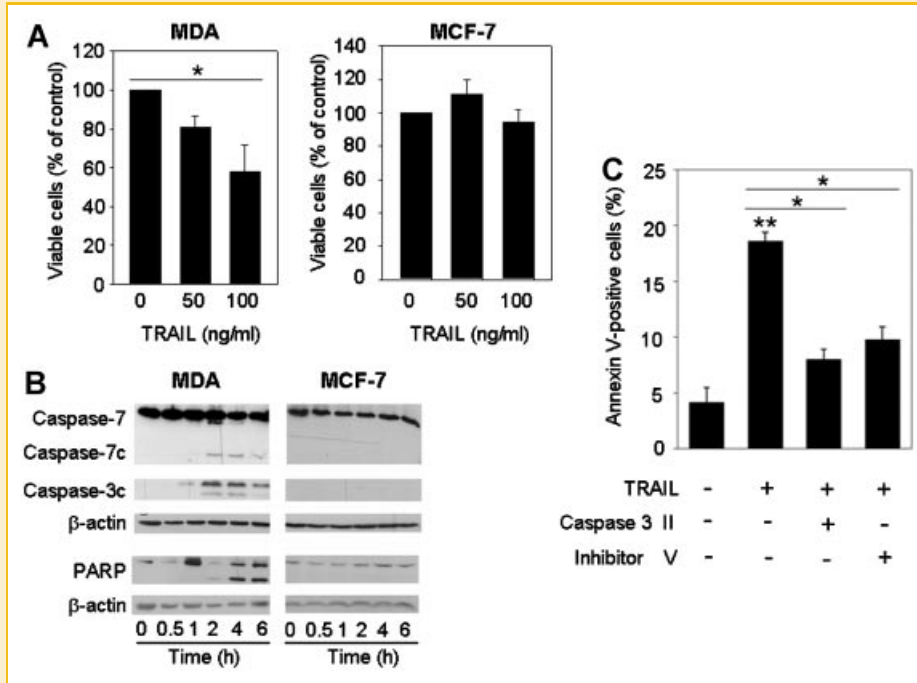 A
MDA
120
100
80
60
40
20
0
Viable cells (% of control)
*
0 50 100
TRAIL (ng/ml)
MCF-7
140
120
100
80
60
40
20
0
Viable cells (% of control)
0 50 100
TRAIL (ng/ml)
B
MDA MCF-7
Caspase-7
Caspase-7c
Caspase-3c
β-actin
PARP
β-actin
0 0.5 1 2 4 6 0 0.5 1 2 4 6
Time (h) Time (h)
C
25
20
15
10
5
0
Annexin V-positive cells (%)
*
*
**
TRAIL - + + +
Caspase 3 II - - + -
Inhibitor V - - - +